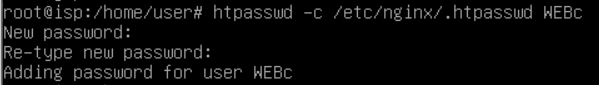 root@isp:/home/user# htpasswd -c /etc/nginx/.htpasswd WEBc
New password:
Re-type new password:
Adding password for user WEBc